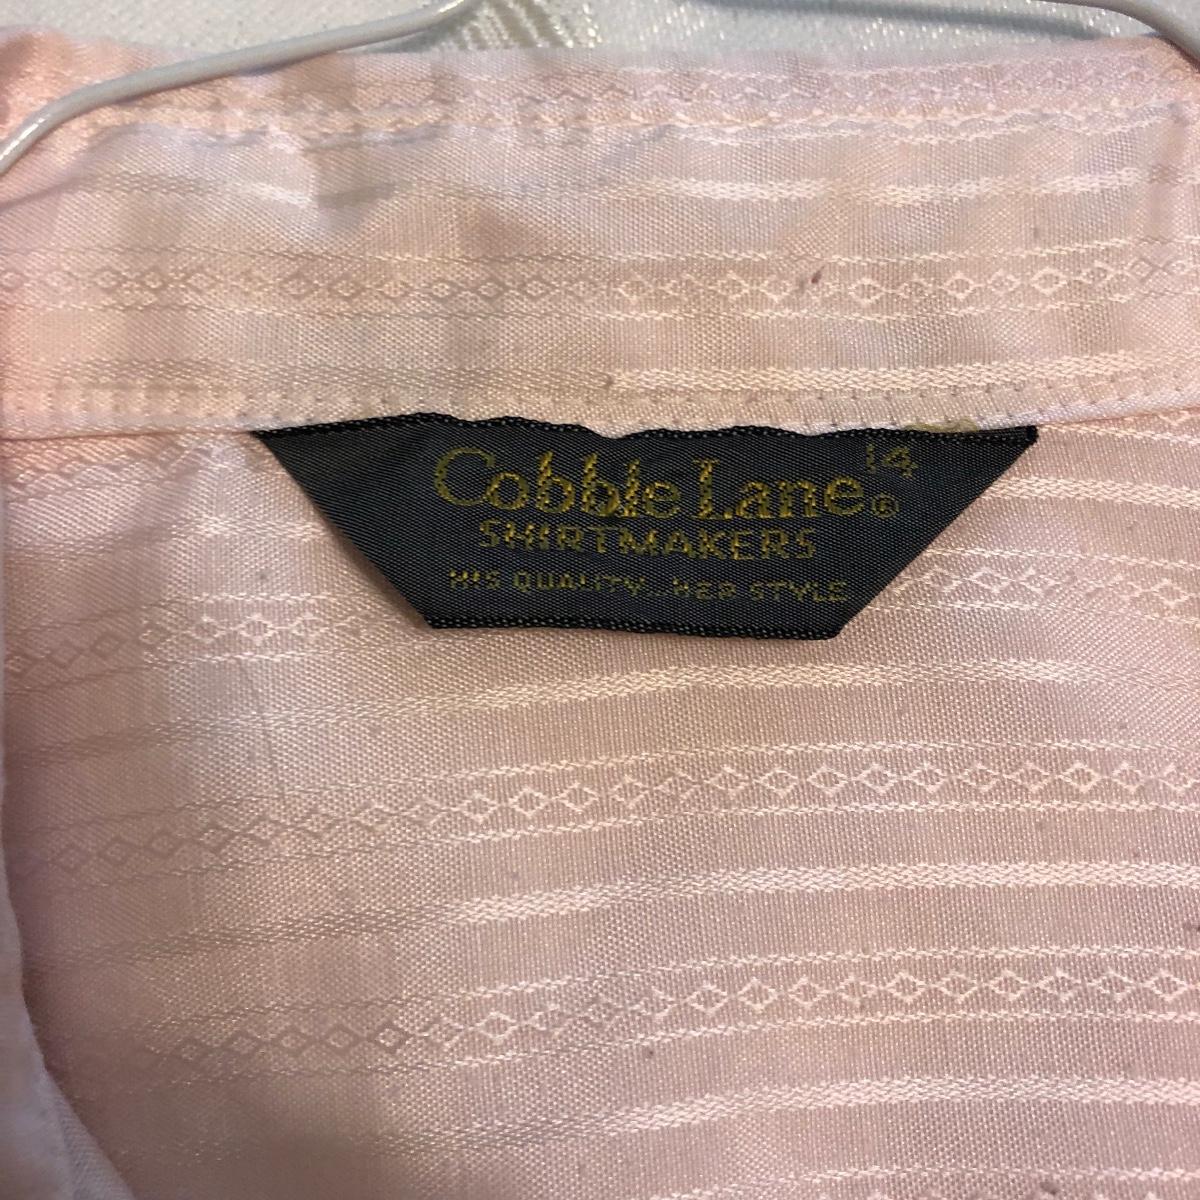 Cobble Lane® 14
SHIRTMAKERS
HIS QUALITY...HER STYLE